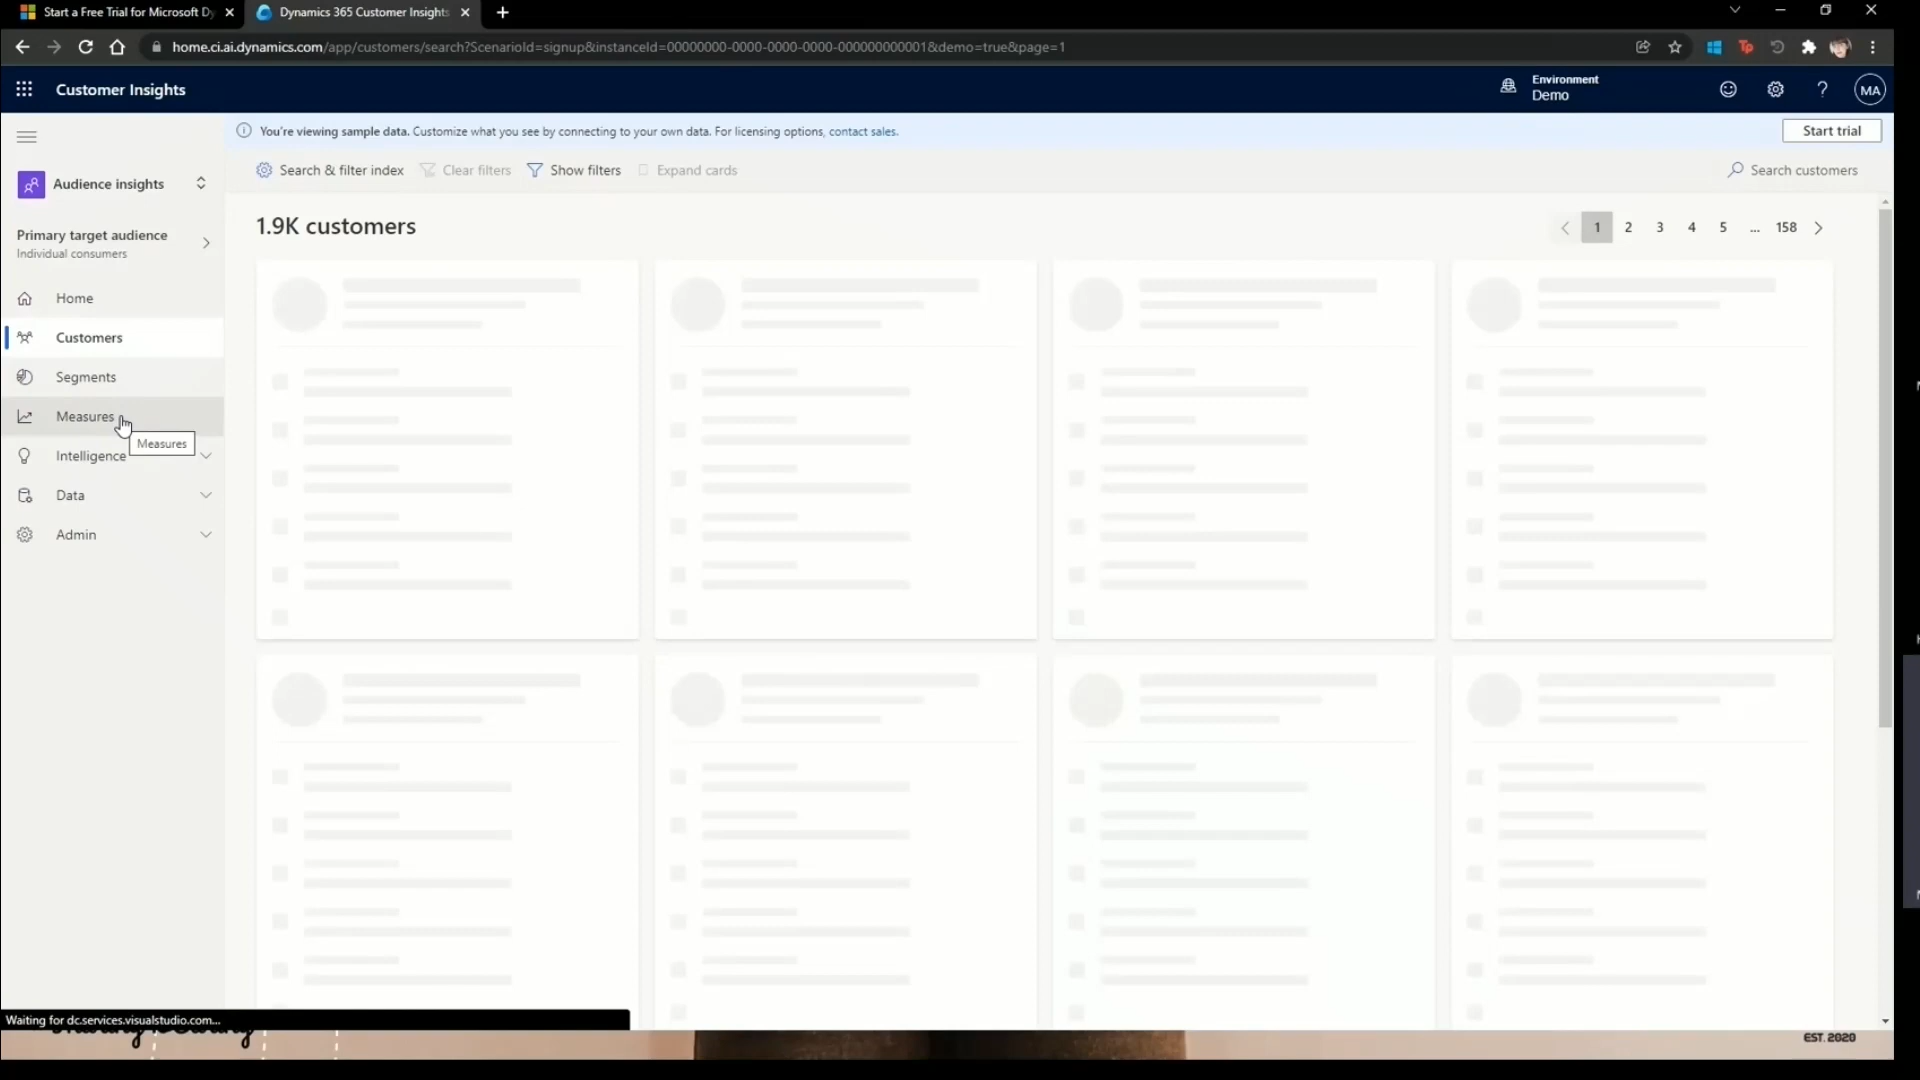 Start a Free Trial for Microsoft Dy
Dynamics 365 Customer Insights
home.ci.ai.dynamics.com/app/customers/search?ScenarioId=signup&instanceId=00000000-0000-0000-0000-000000000001&demo=true&page=1
Customer Insights
Environment
Demo
MA
You're viewing sample data. Customize what you see by connecting to your own data. For licensing options, contact sales.
Start trial
Audience insights
Search & filter index
Clear filters
Show filters
Expand cards
Search customers
Primary target audience
Individual consumers
1.9K customers
1 2 3 4 5 ... 158
Home
Customers
Segments
Measures
Measures
Intelligence
Data
Admin
Waiting for dc.services.visualstudio.com...
EST. 2020